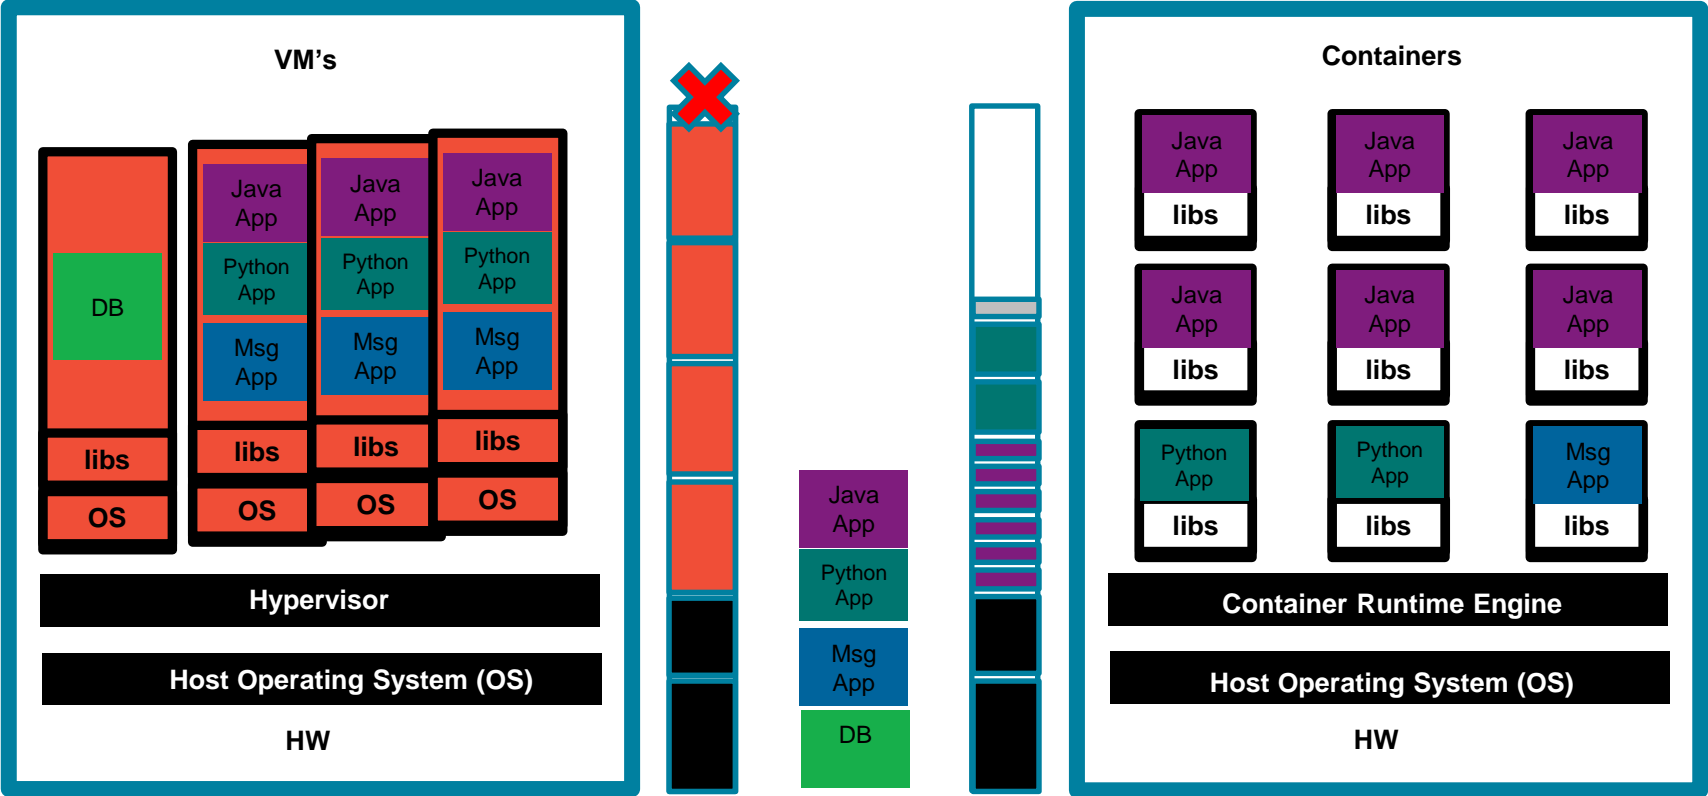 VM’s
DB
libs
OS
Java
App
Python
App
Msg
App
libs
OS
Java
App
Python
App
Msg
App
libs
OS
Java
App
Python
App
Msg
App
libs
OS
Hypervisor
Host Operating System (OS)
HW
Java
App
Python
App
Msg
App
DB
Containers
Java
App
libs
Java
App
libs
Java
App
libs
Java
App
libs
Java
App
libs
Java
App
libs
Python
App
libs
Python
App
libs
Msg
App
libs
Container Runtime Engine
Host Operating System (OS)
HW